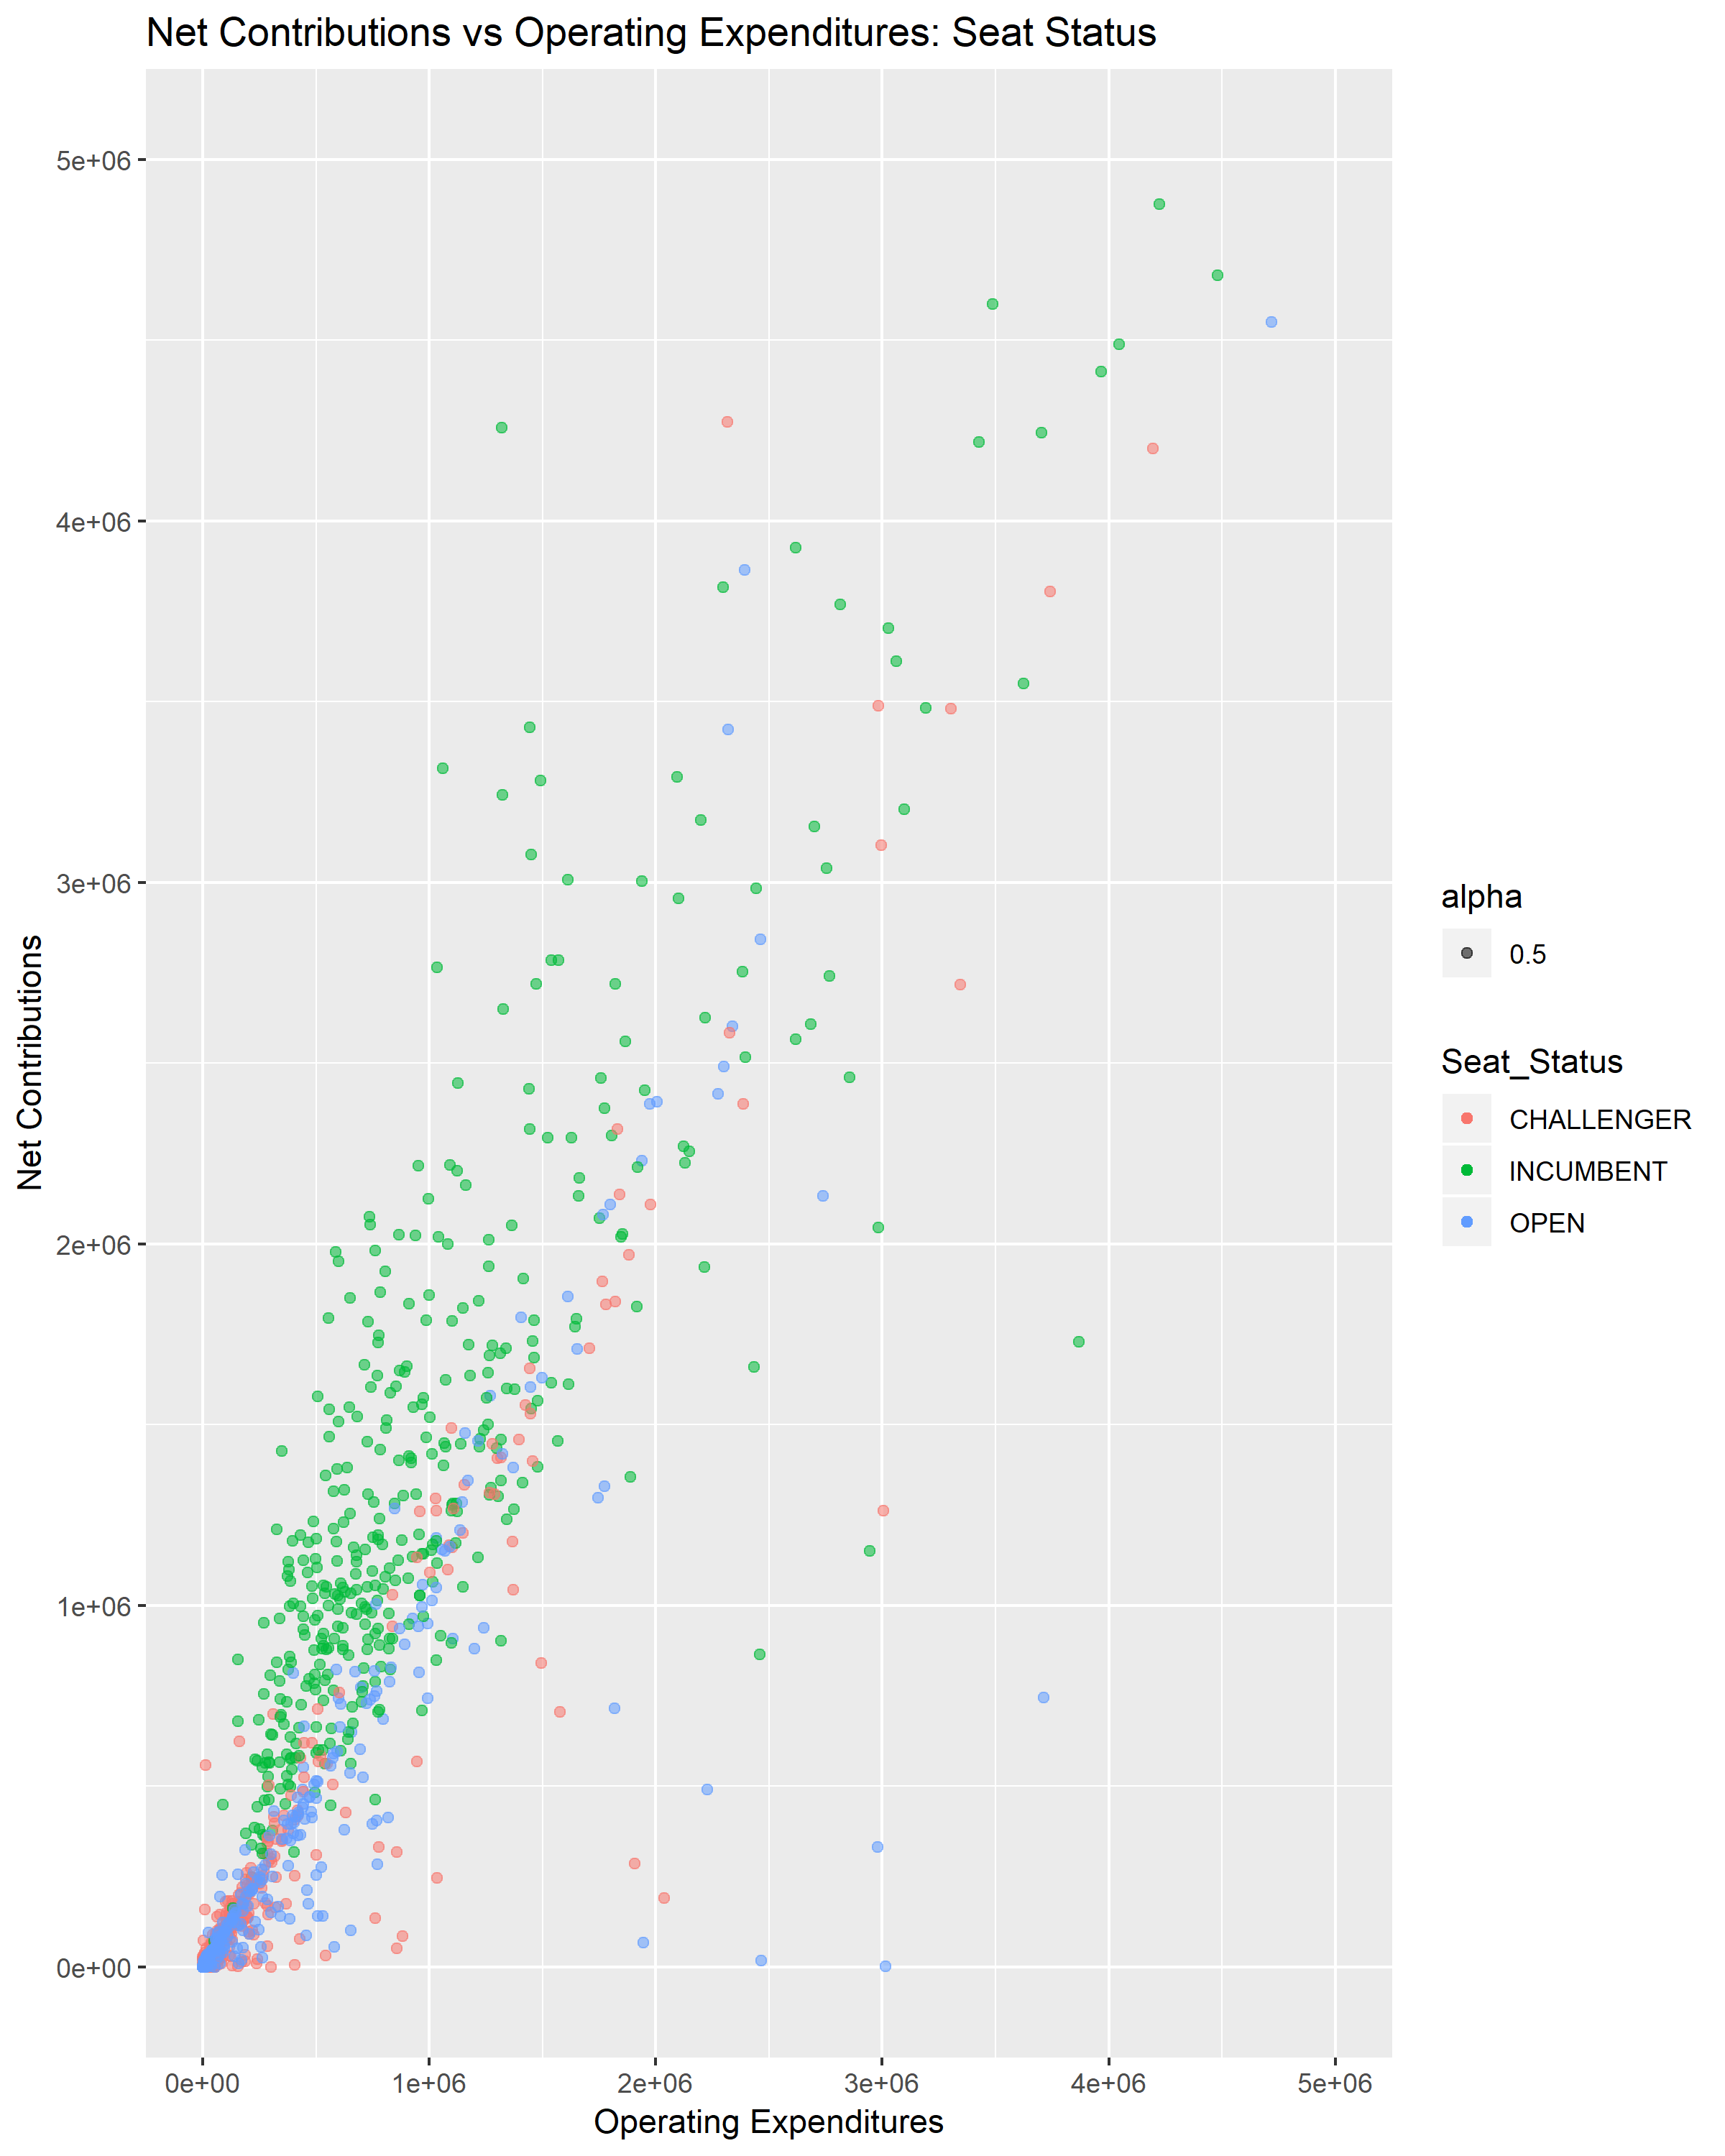 Net Contributions vs Operating Expenditures: Seat Status
Net Contributions
5e+06
4e+06
3e+06
2e+06
1e+06
0e+00
0e+00 1e+06 2e+06 3e+06 4e+06 5e+06
Operating Expenditures
alpha
0.5
Seat_Status
CHALLENGER
INCUMBENT
OPEN